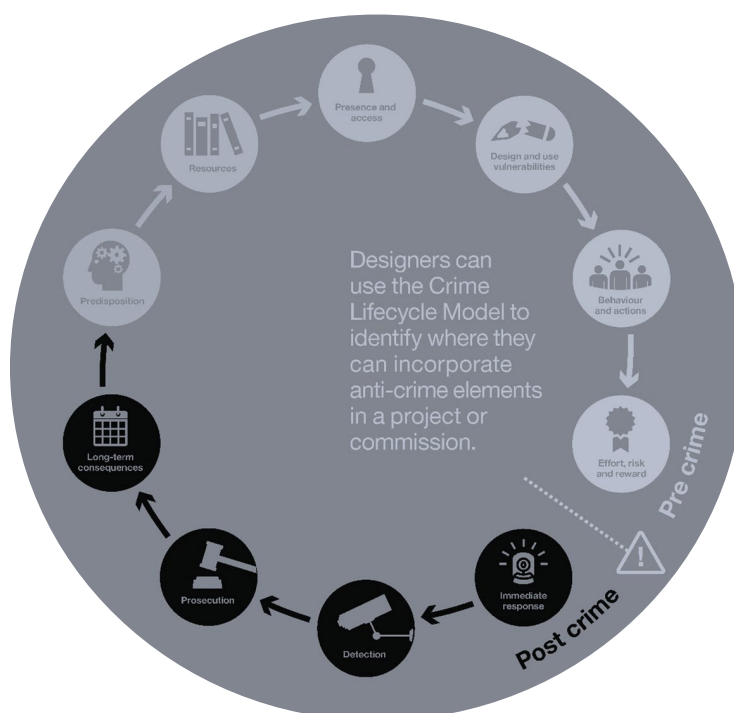 Presence and
access
Design and use
vulnerabilities
Behaviour
and actions
Effort, risk
and reward
Pre crime
Post crime
Immediate
response
Detection
Prosecution
Long-term
consequences
Predisposition
Resources
Designers can
use the Crime
Lifecycle Model to
identify where they
can incorporate
anti-crime elements
in a project or
commission.